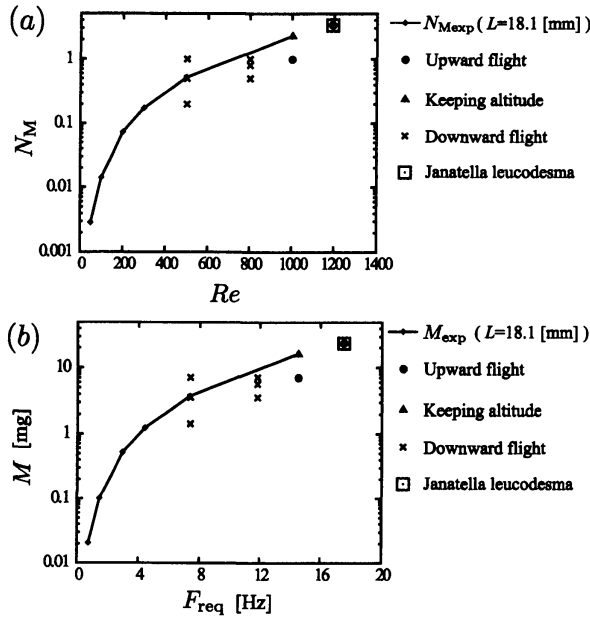 (a)
10
1
0.1
0.01
0.001
N_M
0 200 400 600 800 1000 1200 1400
Re
N_Mexp ( L=18.1 [mm] )
Upward flight
Keeping altitude
Downward flight
Janatella leucodesma
(b)
10
1
0.1
0.01
M [mg]
0 4 8 12 16 20
F_req [Hz]
M_exp ( L=18.1 [mm] )
Upward flight
Keeping altitude
Downward flight
Janatella leucodesma